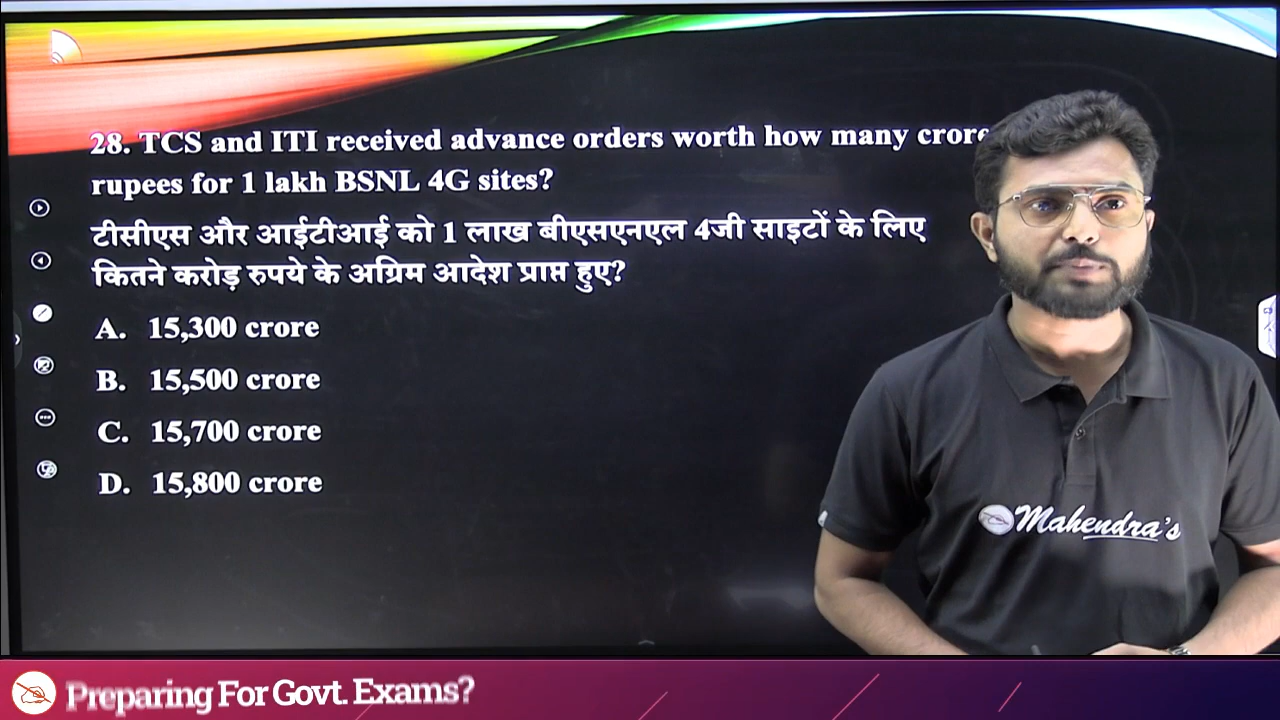 28. TCS and ITI received advance orders worth how many crore
rupees for 1 lakh BSNL 4G sites?
टीसीएस और आईटीआई को 1 लाख बीएसएनएल 4जी साइटों के लिए
कितने करोड़ रुपये के अग्रिम आदेश प्राप्त हुए?
A. 15,300 crore
B. 15,500 crore
C. 15,700 crore
D. 15,800 crore
Mahendra's
Preparing For Govt. Exams?